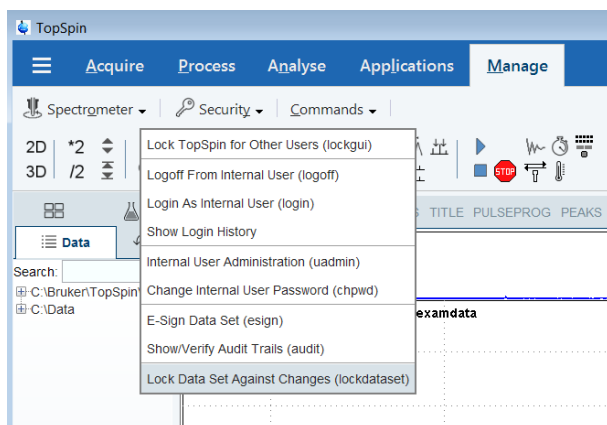 TopSpin
Acquire Process Analyse Applications Manage
Spectrometer Security Commands
2D *2
3D /2
STOP
TITLE PULSEPROG PEAKS
Data
Search:
C:\Bruker\TopSpin
C:\Data
Lock TopSpin for Other Users (lockgui)
Logoff From Internal User (logoff)
Login As Internal User (login)
Show Login History
Internal User Administration (uadmin)
Change Internal User Password (chpwd)
E-Sign Data Set (esign)
Show/Verify Audit Trails (audit)
Lock Data Set Against Changes (lockdataset)
examdata